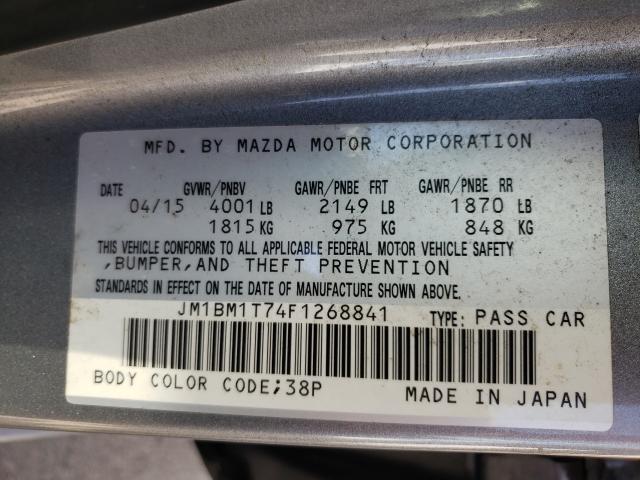 MFD. BY MAZDA MOTOR CORPORATION
DATE GVWR/PNBV GAWR/PNBE FRT GAWR/PNBE RR
04/15 4001 LB 2149 LB 1870 LB
1815 KG 975 KG 848 KG
THIS VEHICLE CONFORMS TO ALL APPLICABLE FEDERAL MOTOR VEHICLE SAFETY
,BUMPER,AND THEFT PREVENTION
STANDARDS IN EFFECT ON THE DATE OF MANUFACTURE SHOWN ABOVE.
JM1BM1T74F1268841 TYPE: PASS CAR
BODY COLOR CODE;38P MADE IN JAPAN